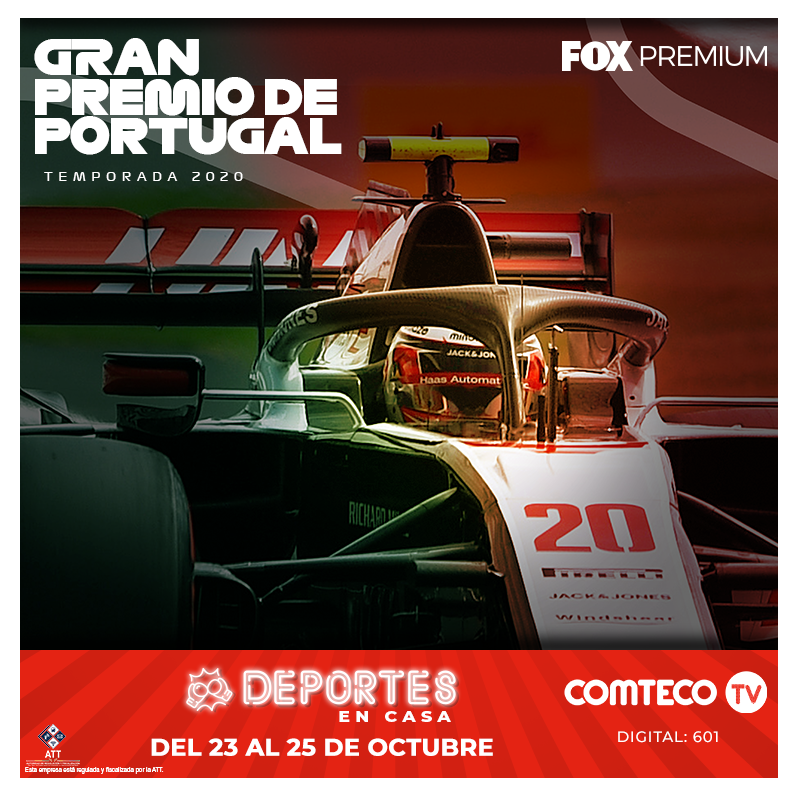 GRAN
PREMIO DE
PORTUGAL
TEMPORADA 2020
FOX PREMIUM
JACK&JON
Haas Automat
RICHARD M
20
PIRELLI
JACK&JONES
Windshear
DEPORTES
EN CASA
DEL 23 AL 25 DE OCTUBRE
COMTECO TV
DIGITAL: 601
ATT
Esta empresa está regulada y fiscalizada por la ATT.